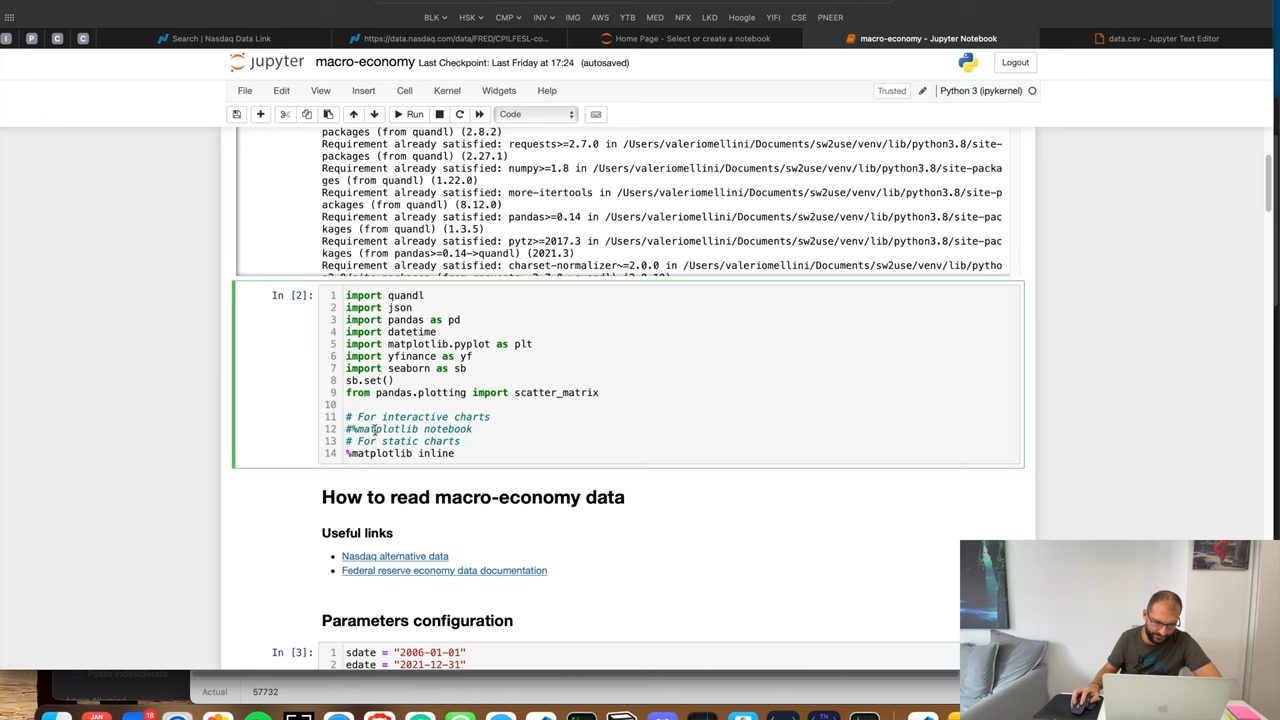 BLK HSK CMP INV IMG AWS YTB MED NFX LKD Hoogle YIFI CSE PNEER
I P C C Search | Nasdaq Data Link https://data.nasdaq.com/data/FRED/CPILFESL-co... Home Page - Select or create a notebook macro-economy - Jupyter Notebook data.csv - Jupyter Text Editor
jupyter macro-economy Last Checkpoint: Last Friday at 17:24 (autosaved) Logout
File Edit View Insert Cell Kernel Widgets Help Trusted Python 3 (ipykernel)
Run Code
packages (from quandl) (2.8.2)
Requirement already satisfied: requests>=2.7.0 in /Users/valeriomellini/Documents/sw2use/venv/lib/python3.8/site-
packages (from quandl) (2.27.1)
Requirement already satisfied: numpy>=1.8 in /Users/valeriomellini/Documents/sw2use/venv/lib/python3.8/site-packa
ges (from quandl) (1.22.0)
Requirement already satisfied: more-itertools in /Users/valeriomellini/Documents/sw2use/venv/lib/python3.8/site-p
ackages (from quandl) (8.12.0)
Requirement already satisfied: pandas>=0.14 in /Users/valeriomellini/Documents/sw2use/venv/lib/python3.8/site-pac
kages (from quandl) (1.3.5)
Requirement already satisfied: pytz>=2017.3 in /Users/valeriomellini/Documents/sw2use/venv/lib/python3.8/site-pac
kages (from pandas>=0.14->quandl) (2021.3)
Requirement already satisfied: charset-normalizer~=2.0.0 in /Users/valeriomellini/Documents/sw2use/venv/lib/pytho
In [2]: 1 import quandl
2 import json
3 import pandas as pd
4 import datetime
5 import matplotlib.pyplot as plt
6 import yfinance as yf
7 import seaborn as sb
8 sb.set()
9 from pandas.plotting import scatter_matrix
10
11 # For interactive charts
12 #%matplotlib notebook
13 # For static charts
14 %matplotlib inline
How to read macro-economy data
Useful links
• Nasdaq alternative data
• Federal reserve economy data documentation
Parameters configuration
In [3]: 1 sdate = "2006-01-01"
2 edate = "2021-12-31"
Posta indesiderata
Actual 57732
JAN 18